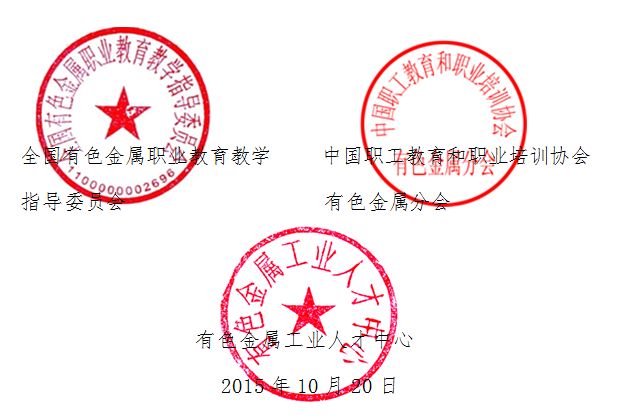 全国有色金属职业教育教学指导委员会
1100000002696
中国职工教育和职业培训协会
有色金属分会
全国有色金属职业教育教学
中国职工教育和职业培训协会
指导委员会
有色金属分会
有色金属工业人才中心
有色金属工业人才中心
2015年10月20日